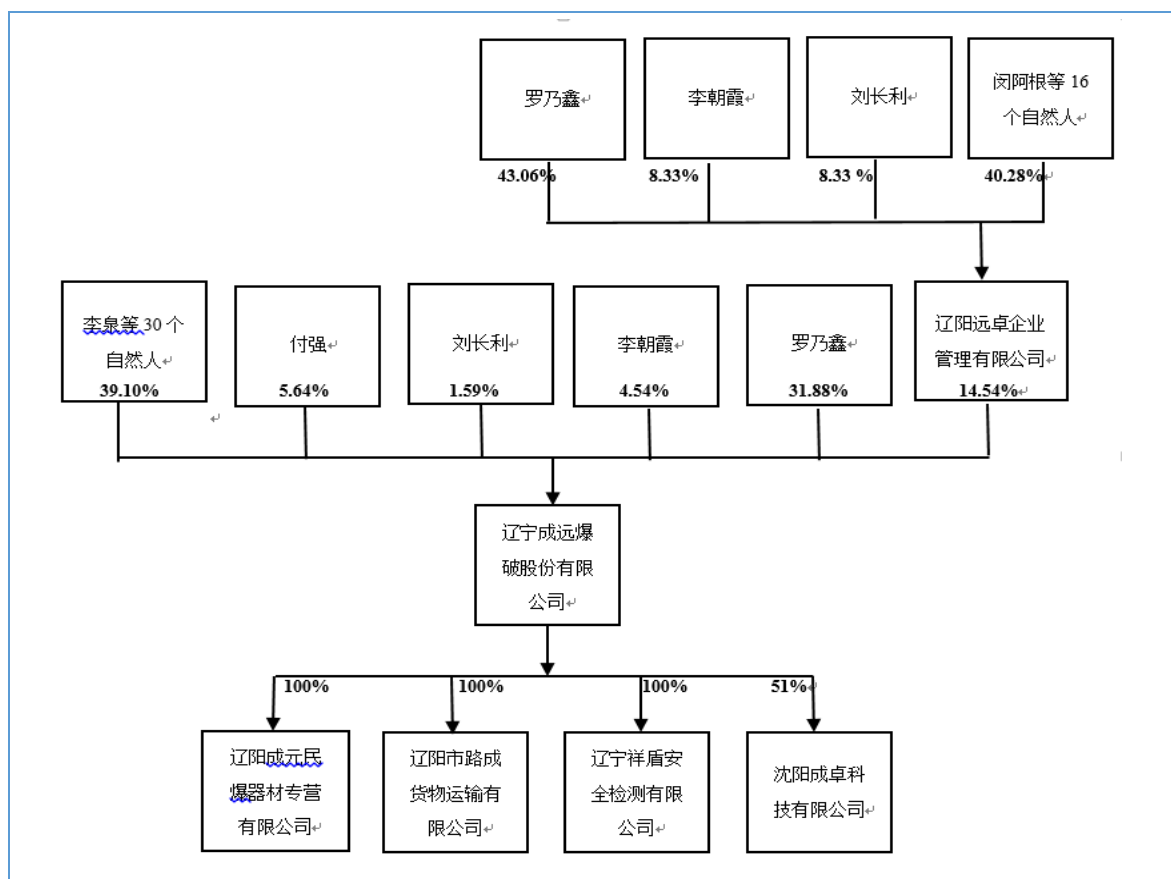 罗乃鑫
李朝霞
刘长利
闵阿根等 16
个自然人
43.06%
8.33%
8.33 %
40.28%
李泉等 30 个
自然人
39.10%
付强
5.64%
刘长利
1.59%
李朝霞
4.54%
罗乃鑫
31.88%
辽阳远卓企业
管理有限公司
14.54%
辽宁成远爆
破股份有限
公司
100%
100%
100%
51%
辽阳成元民
爆器材专营
有限公司
辽阳市路成
货物运输有
限公司
辽宁祥盾安
全检测有限
公司
沈阳成卓科
技有限公司